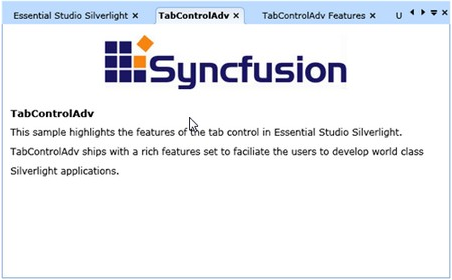 Essential Studio Silverlight TabControlAdv TabControlAdv Features U
Syncfusion
TabControlAdv
This sample highlights the features of the tab control in Essential Studio Silverlight.
TabControlAdv ships with a rich features set to faciliate the users to develop world class
Silverlight applications.